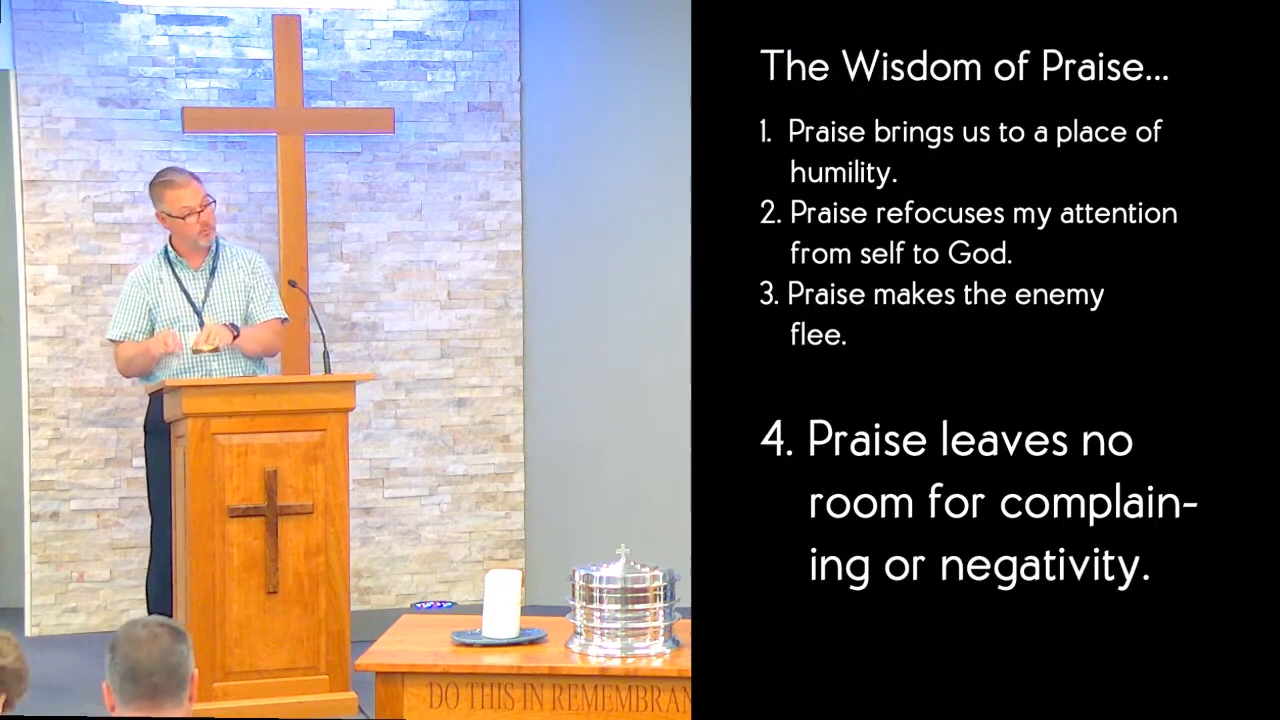 The Wisdom of Praise...
1. Praise brings us to a place of
humility.
2. Praise refocuses my attention
from self to God.
3. Praise makes the enemy
flee.
4. Praise leaves no
room for complain-
ing or negativity.
DO THIS IN REMEMBRAN